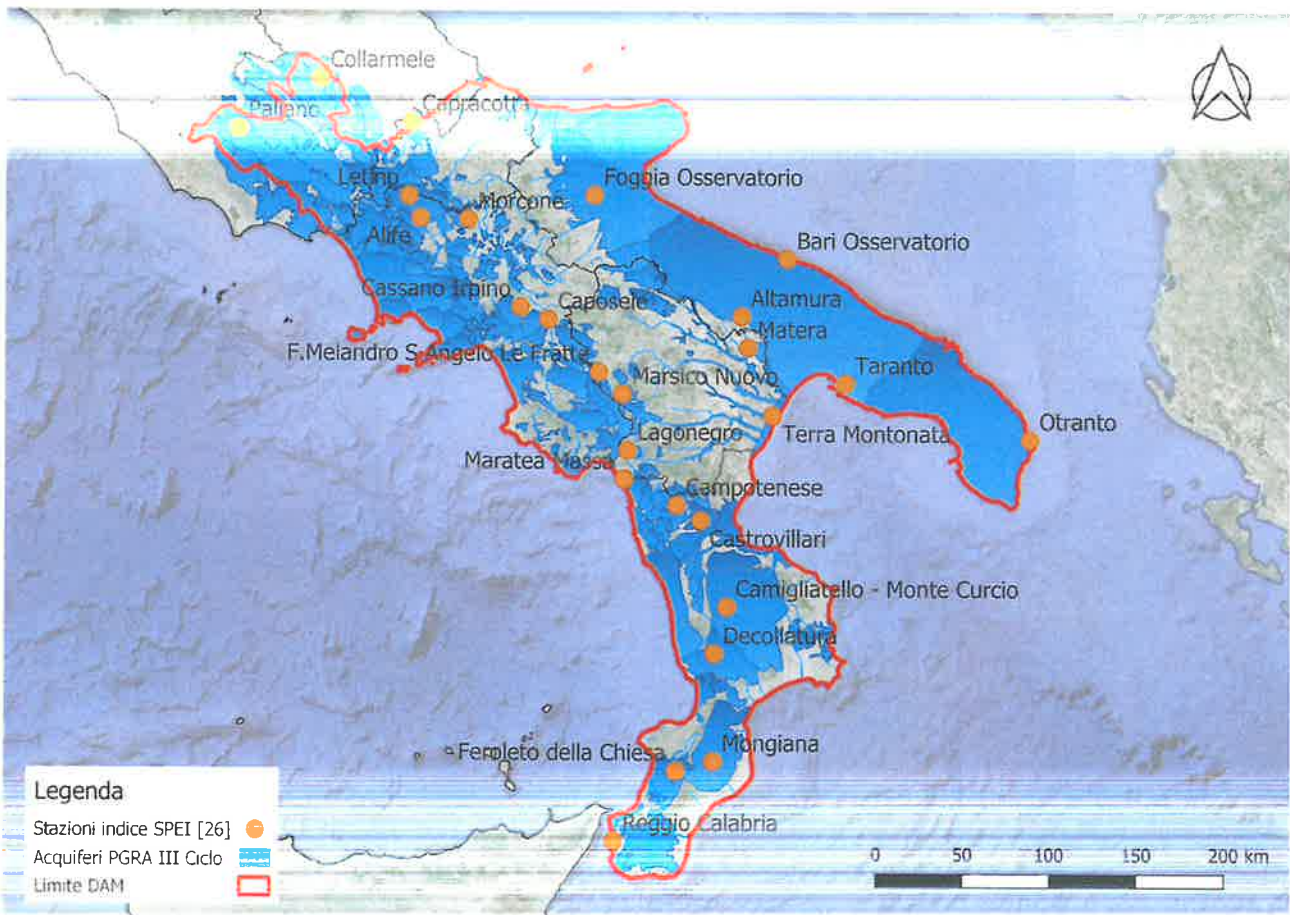 Collarmele
Paliano
Capracotta
Letino
Foggia Osservatorio
Morcone
Alife
Bari Osservatorio
Cassano Irpino
Caposele
Altamura
Matera
F.Melandro S.Angelo Le Fratte
Marsico Nuovo
Taranto
Lagonegro
Terra Montonata
Otranto
Maratea Massa
Campotenese
Castrovillari
Camigliatello - Monte Curcio
Decollatura
Feroleto della Chiesa
Mongiana
Reggio Calabria
Legenda
Stazioni indice SPEI [26]
Acquiferi PGRA III Ciclo
Limite DAM
0 50 100 150 200 km